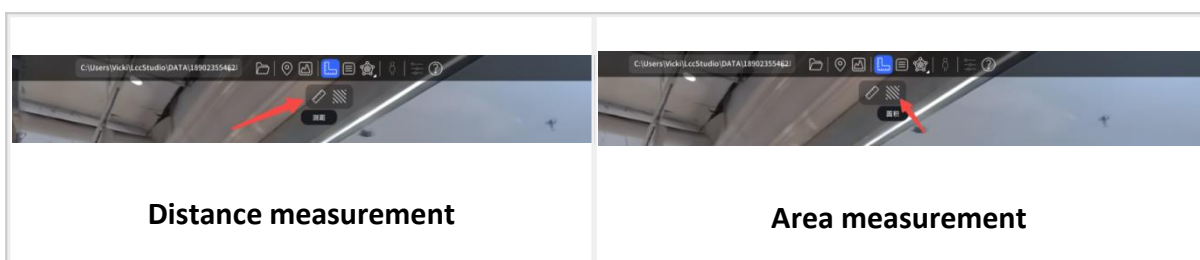 C:\Users\Vicki\LccStudio\DATA\18902355462
测距
Distance measurement
C:\Users\Vicki\LccStudio\DATA\18902355462
面积
Area measurement